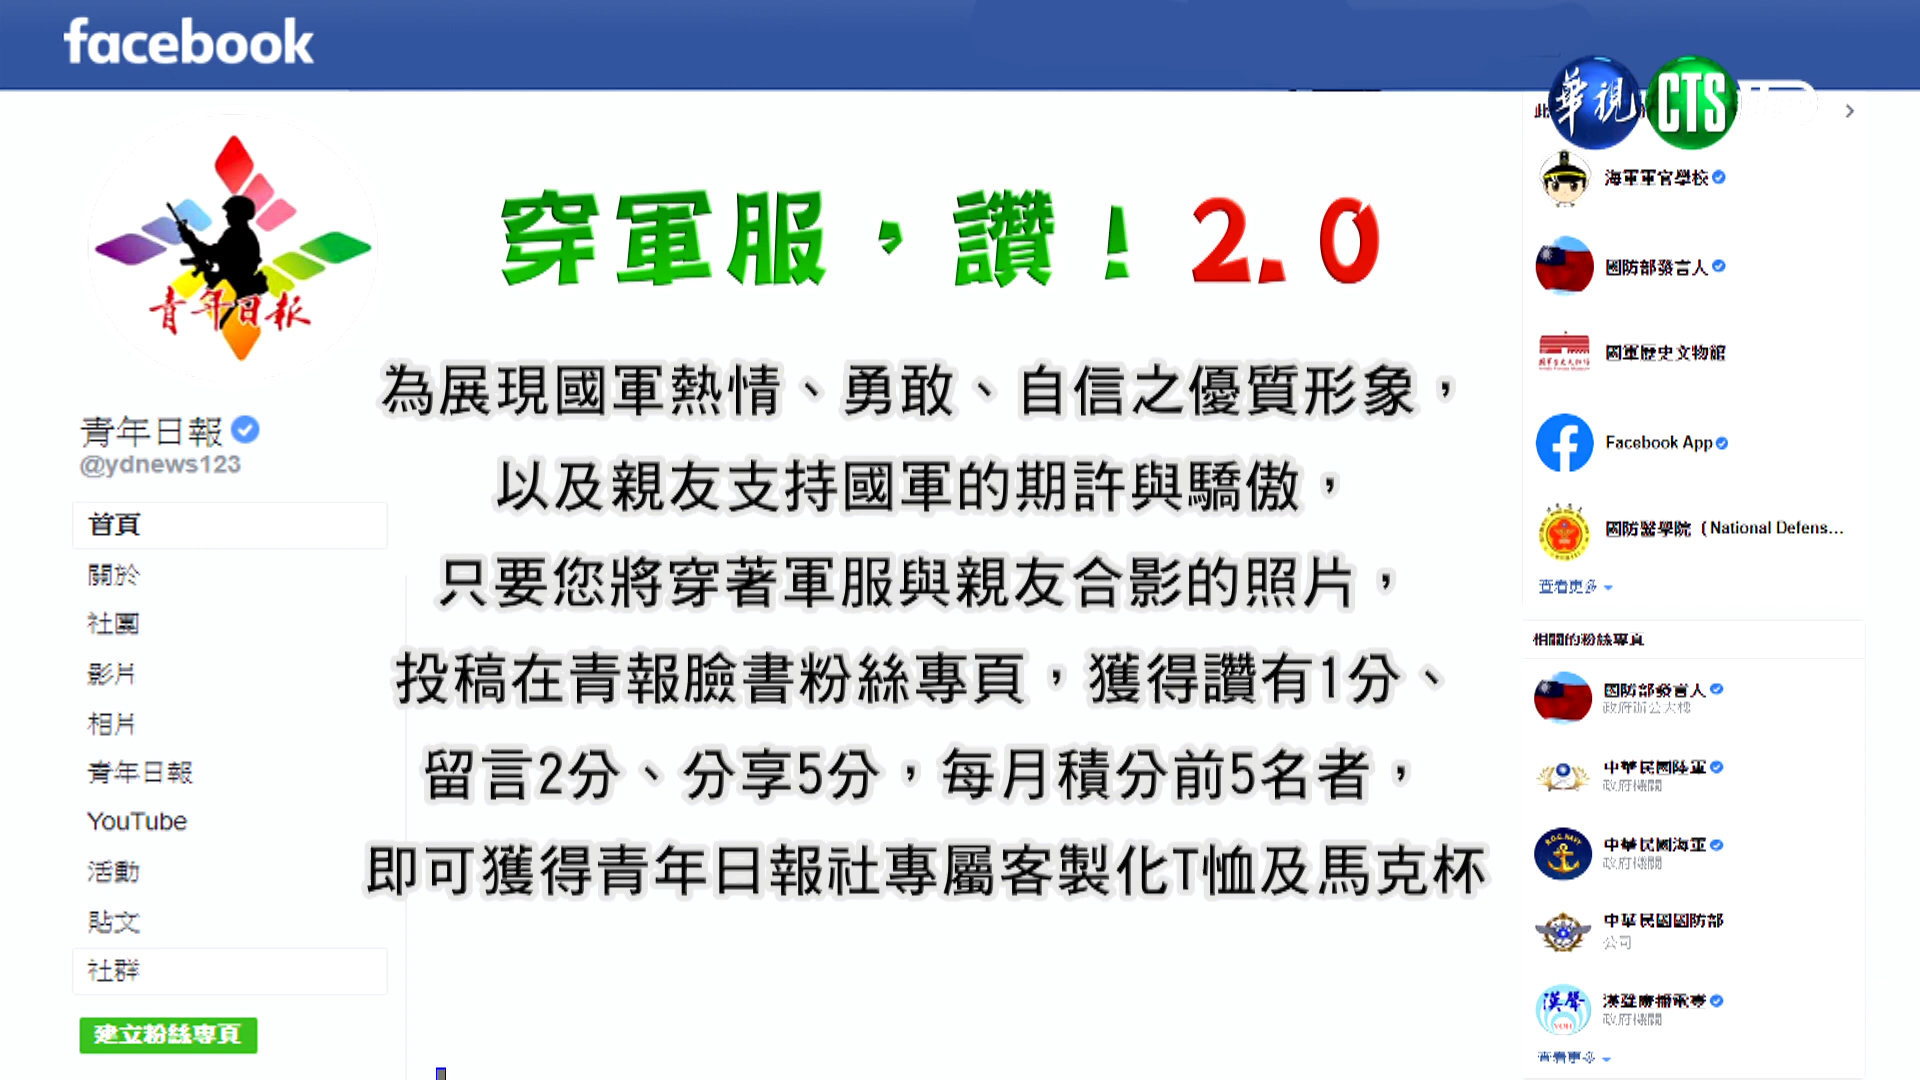 facebook
華視 CTS
青年日報
青年日報
@ydnews123
首頁
關於
社團
影片
相片
青年日報
YouTube
活動
貼文
社群
建立粉絲專頁
穿軍服，讚！2.0
為展現國軍熱情、勇敢、自信之優質形象，
以及親友支持國軍的期許與驕傲，
只要您將穿著軍服與親友合影的照片，
投稿在青報臉書粉絲專頁，獲得讚有1分、
留言2分、分享5分，每月積分前5名者，
即可獲得青年日報社專屬客製化T恤及馬克杯
海軍軍官學校
國防部發言人
國軍歷史文物館
Facebook App
國防醫學院（National Defens...
查看更多
相關的粉絲專頁
國防部發言人
政府辦公大樓
中華民國陸軍
政府機關
中華民國海軍
政府機關
中華民國國防部
公司
漢聲
漢聲廣播電臺
政府機關
查看更多